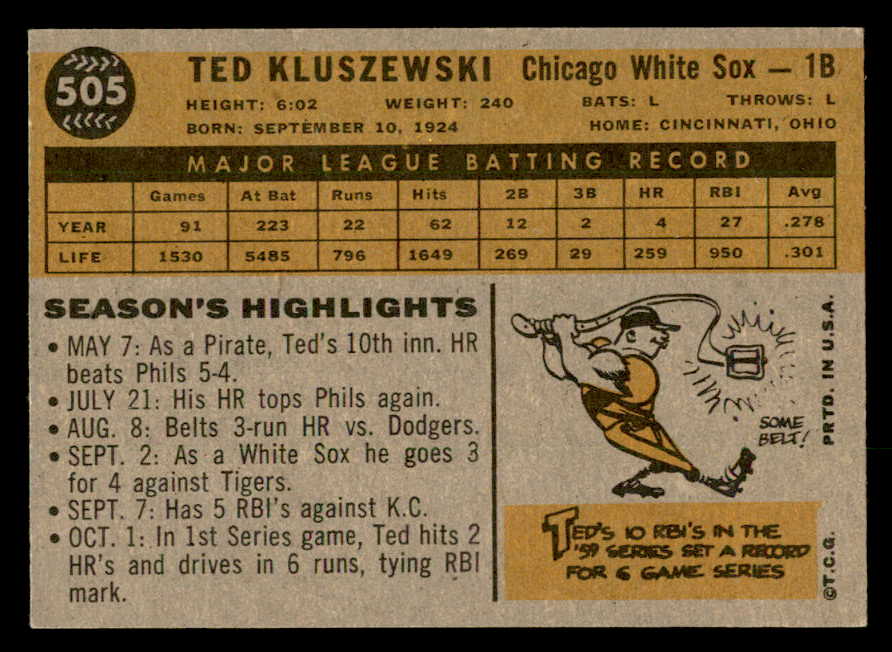 505
TED KLUSZEWSKI Chicago White Sox — 1B
HEIGHT: 6:02 WEIGHT: 240 BATS: L THROWS: L
BORN: SEPTEMBER 10, 1924 HOME: CINCINNATI, OHIO
MAJOR LEAGUE BATTING RECORD
Games At Bat Runs Hits 2B 3B HR RBI Avg
YEAR 91 223 22 62 12 2 4 27 .278
LIFE 1530 5485 796 1649 269 29 259 950 .301
SEASON'S HIGHLIGHTS
• MAY 7: As a Pirate, Ted's 10th inn. HR
beats Phils 5-4.
• JULY 21: His HR tops Phils again.
• AUG. 8: Belts 3-run HR vs. Dodgers.
• SEPT. 2: As a White Sox he goes 3
for 4 against Tigers.
• SEPT. 7: Has 5 RBI's against K.C.
• OCT. 1: In 1st Series game, Ted hits 2
HR's and drives in 6 runs, tying RBI
mark.
SOME
BELT!
TED'S 10 RBI'S IN THE
'59 SERIES SET A RECORD
FOR 6 GAME SERIES
©T.C.G. PRTD. IN U.S.A.